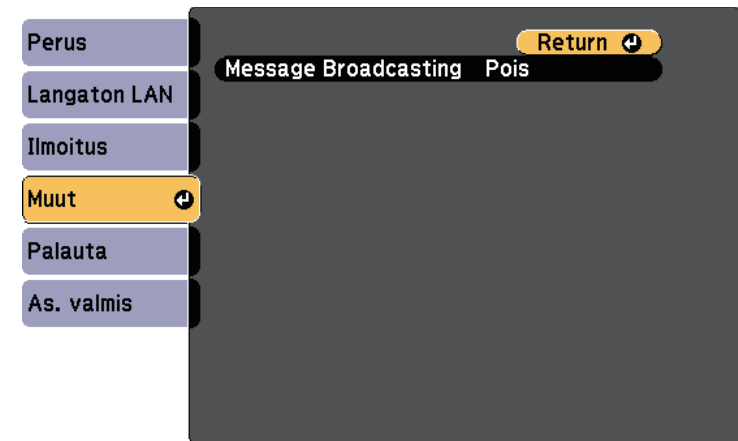 Perus
Langaton LAN
Ilmoitus
Muut
Palauta
As. valmis
Return
Message Broadcasting Pois